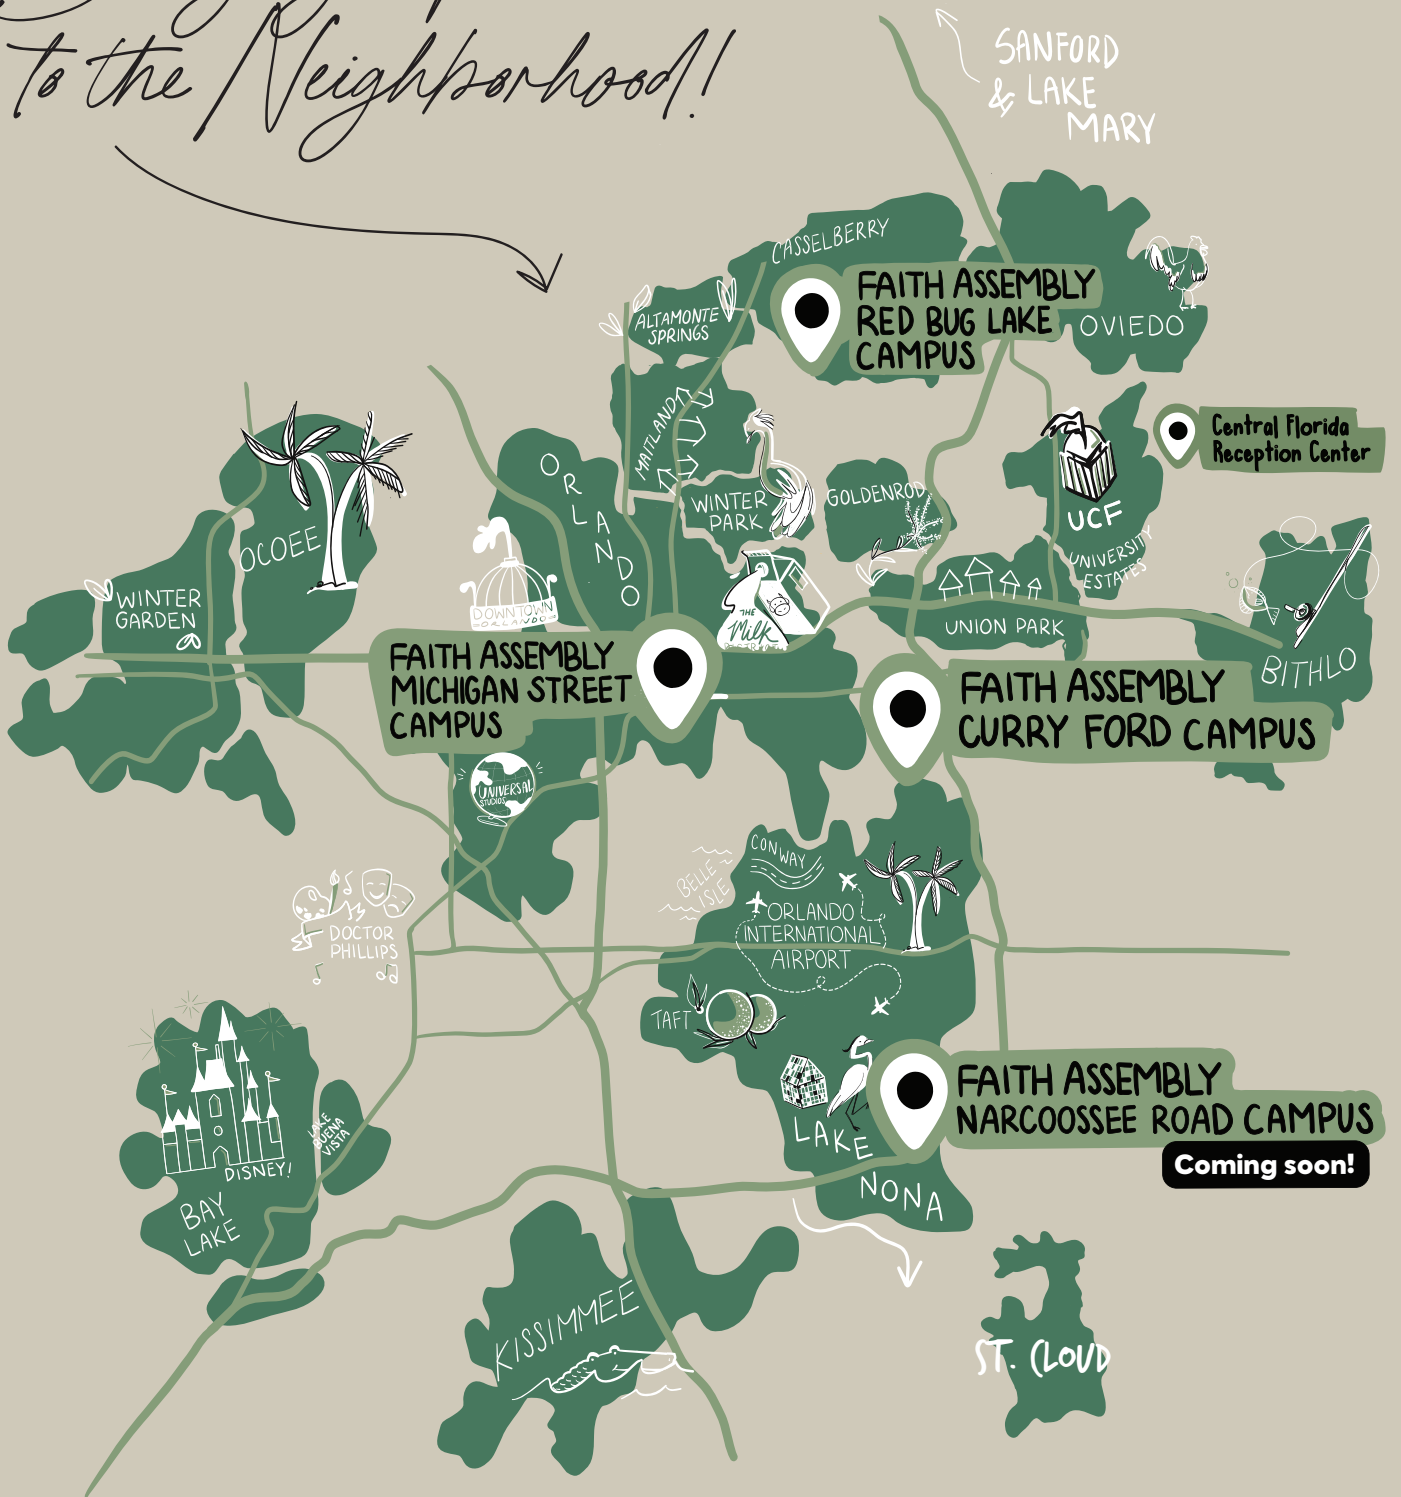 to the Neighborhood!
SANFORD
& LAKE
MARY
CASSELBERRY
FAITH ASSEMBLY
RED BUG LAKE
CAMPUS
ALTAMONTE
SPRINGS
OVIEDO
MAITLAND
Central Florida
Reception Center
ORLANDO
WINTER
PARK
GOLDENROD
UCF
UNIVERSITY
ESTATES
OCOEE
WINTER
GARDEN
DOWNTOWN
ORLANDO
THE
Milk
DISTRICT
UNION PARK
BITHLO
FAITH ASSEMBLY
MICHIGAN STREET
CAMPUS
FAITH ASSEMBLY
CURRY FORD CAMPUS
UNIVERSAL
STUDIOS
CONWAY
BELLE
ISLE
ORLANDO
INTERNATIONAL
AIRPORT
DOCTOR
PHILLIPS
TAFT
FAITH ASSEMBLY
NARCOOSSEE ROAD CAMPUS
Coming soon!
LAKE
NONA
LAKE
BUENA
VISTA
DISNEY!
BAY
LAKE
KISSIMMEE
ST. CLOUD